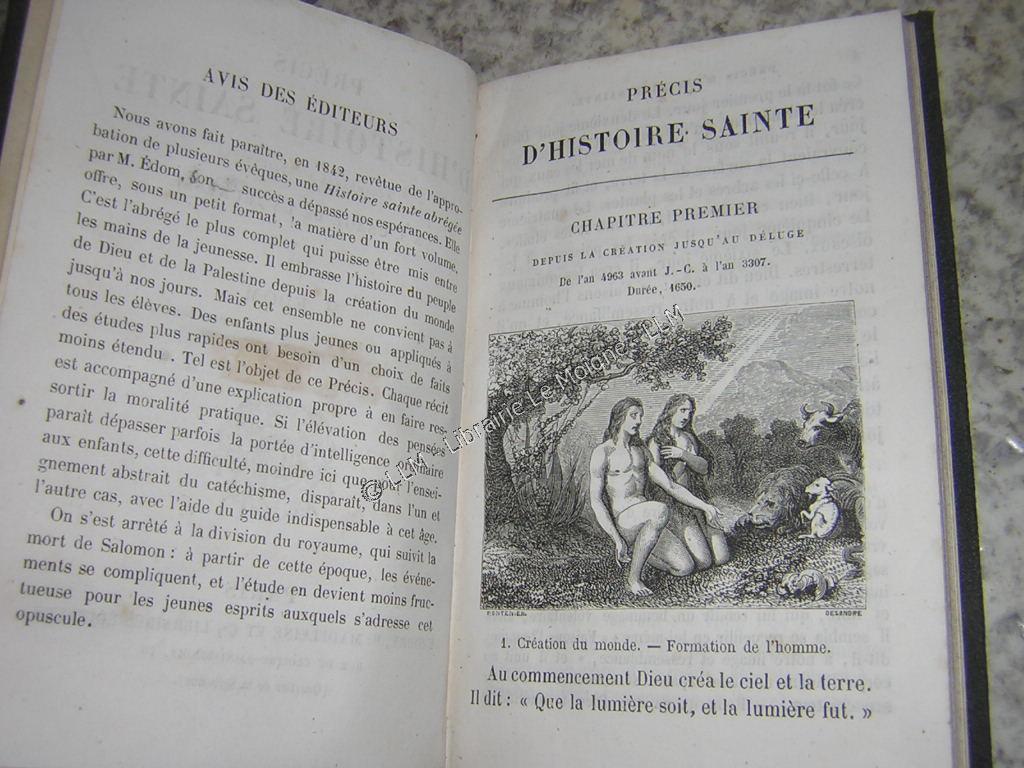 AVIS DES ÉDITEURS
Nous avons fait paraître, en 1842, revêtue de l'appro-
bation de plusieurs évêques, une Histoire sainte abrégée
par M. Édom, son succès a dépassé nos espérances. Elle
offre, sous un petit format, 'a matière d'un fort volume.
C'est l'abrégé le plus complet qui puisse être mis entre
les mains de la jeunesse. Il embrasse l'histoire du peuple
de Dieu et de la Palestine depuis la création du monde
jusqu'à nos jours. Mais cet ensemble ne convient pas à
tous les élèves. Des enfants plus jeunes ou appliqués à
des études plus rapides ont besoin d'un choix de faits
moins étendu. Tel est l'objet de ce Précis. Chaque récit
est accompagné d'une explication propre à en faire res-
sortir la moralité pratique. Si l'élévation des pensées
paraît dépasser parfois la portée d'intelligence ordinaire
aux enfants, cette difficulté, moindre ici que pour l'ensei-
gnement abstrait du catéchisme, disparaît, dans l'un et
l'autre cas, avec l'aide du guide indispensable à cet âge.
On s'est arrêté à la division du royaume, qui suivit la
mort de Salomon : à partir de cette époque, les événe-
ments se compliquent, et l'étude en devient moins fruc-
tueuse pour les jeunes esprits auxquels s'adresse cet
opuscule.
PRÉCIS
D'HISTOIRE SAINTE
CHAPITRE PREMIER
DEPUIS LA CRÉATION JUSQU'AU DÉLUGE
De l'an 4963 avant J.-C. à l'an 3307.
Durée, 1650.
© LLM - Librairie Le Moigne - LLM
PONTENIER. DELANDRE
1. Création du monde. — Formation de l'homme.
Au commencement Dieu créa le ciel et la terre.
Il dit : « Que la lumière soit, et la lumière fut. »